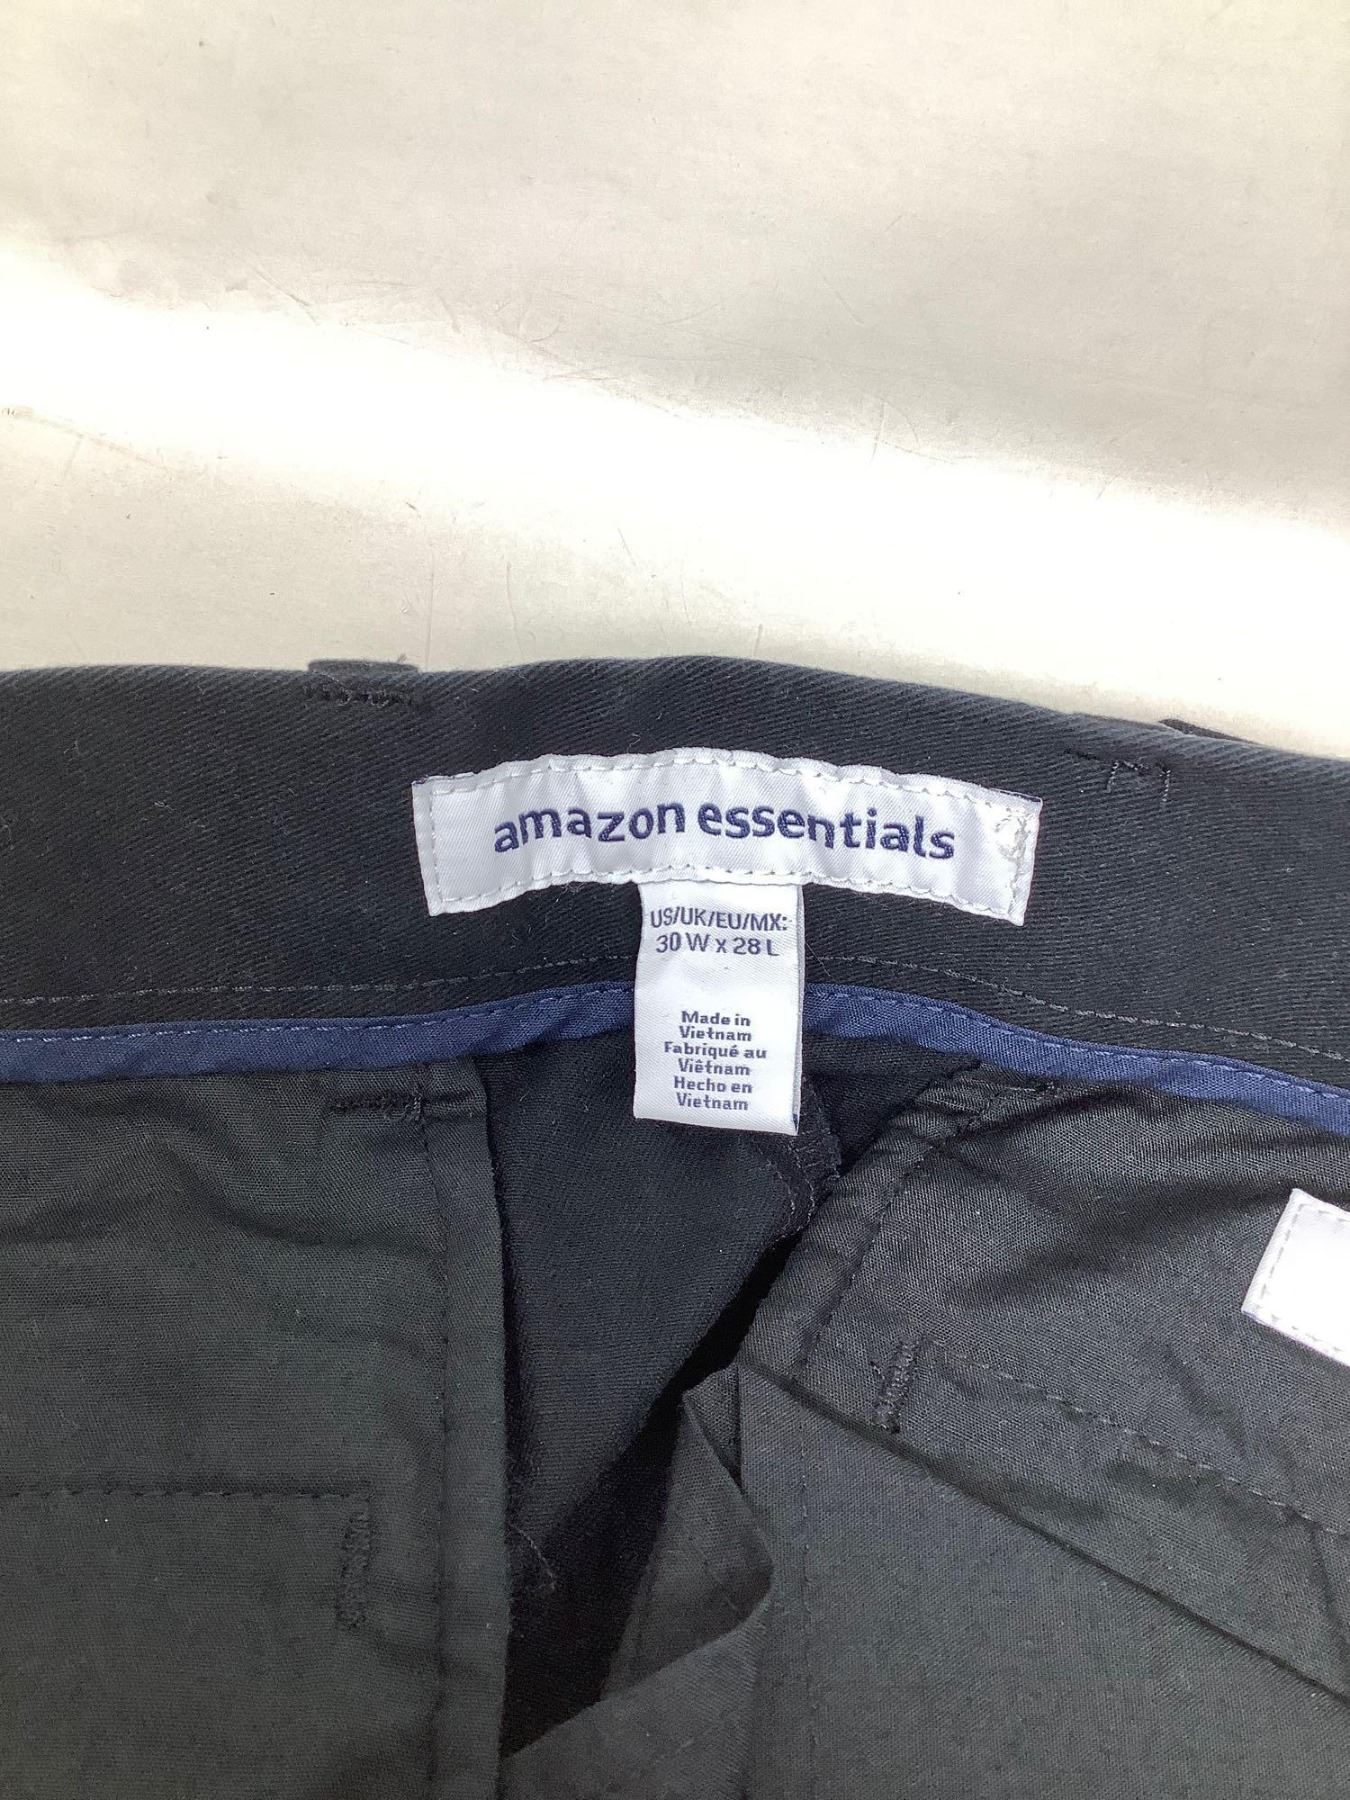 amazon essentials
US/UK/EU/MX:
30 W x 28 L
Made in
Vietnam
Fabriqué au
Viêtnam
Hecho en
Vietnam